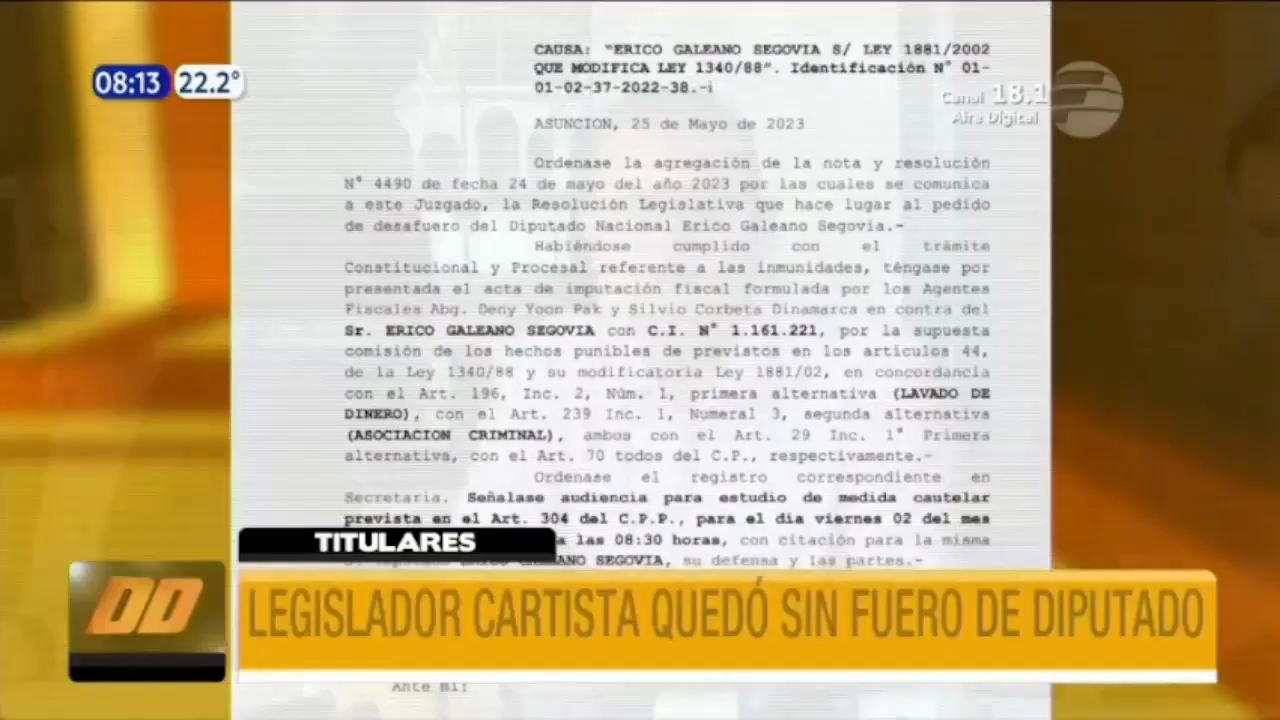 CAUSA: "ERICO GALEANO SEGOVIA S/ LEY 1881/2002
QUE MODIFICA LEY 1340/88". Identificación N° 01-
01-02-37-2022-38.-i
08:13 22.2°
Canal 18.1
Aire Digital
ASUNCION, 25 de Mayo de 2023
Ordenase la agregación de la nota y resolución
N° 4490 de fecha 24 de mayo del año 2023 por las cuales se comunica
a este Juzgado, la Resolución Legislativa que hace lugar al pedido
de desafuero del Diputado Nacional Erico Galeano Segovia.-
Habiéndose cumplido con el trámite
Constitucional y Procesal referente a las inmunidades, téngase por
presentada el acta de imputación fiscal formulada por los Agentes
Fiscales Abg. Deny Yoon Pak y Silvio Corbeta Dinamarca en contra del
Sr. ERICO GALEANO SEGOVIA con C.I. N° 1.161.221, por la supuesta
comisión de los hechos punibles de previstos en los artículos 44,
de la Ley 1340/88 y su modificatoria Ley 1881/02, en concordancia
con el Art. 196, Inc. 2, Núm. 1, primera alternativa (LAVADO DE
DINERO), con el Art. 239 Inc. 1, Numeral 3, segunda alternativa
(ASOCIACION CRIMINAL), ambos con el Art. 29 Inc. 1° Primera
alternativa, con el Art. 70 todos del C.P., respectivamente.-
Ordenase el registro correspondiente en
Secretaria. Señalase audiencia para estudio de medida cautelar
prevista en el Art. 304 del C.P.P., para el dia viernes 02 del mes
a las 08:30 horas, con citación para la misma
SEGOVIA, su defensa y las partes.-
TITULARES
DD
LEGISLADOR CARTISTA QUEDÓ SIN FUERO DE DIPUTADO
Ante mi: